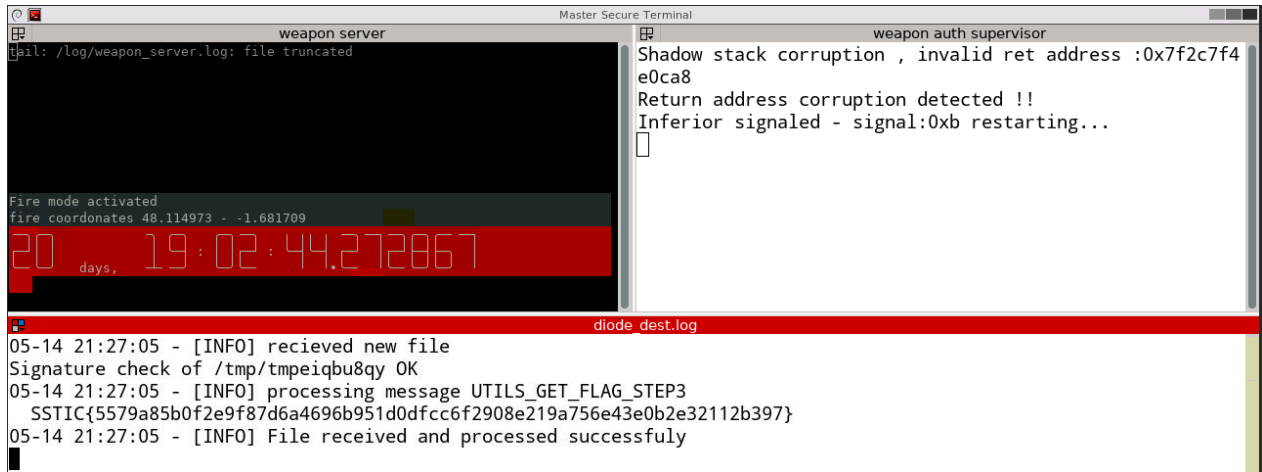 Master Secure Terminal
weapon server
tail: /log/weapon_server.log: file truncated
Fire mode activated
fire coordonates 48.114973 - -1.681709
20 days, 19:02:44.272867
weapon auth supervisor
Shadow stack corruption , invalid ret address :0x7f2c7f4
e0ca8
Return address corruption detected !!
Inferior signaled - signal:0xb restarting...
diode_dest.log
05-14 21:27:05 - [INFO] recieved new file
Signature check of /tmp/tmpeiqbu8qy OK
05-14 21:27:05 - [INFO] processing message UTILS_GET_FLAG_STEP3
SSTIC{5579a85b0f2e9f87d6a4696b951d0dfcc6f2908e219a756e43e0b2e32112b397}
05-14 21:27:05 - [INFO] File received and processed successfuly